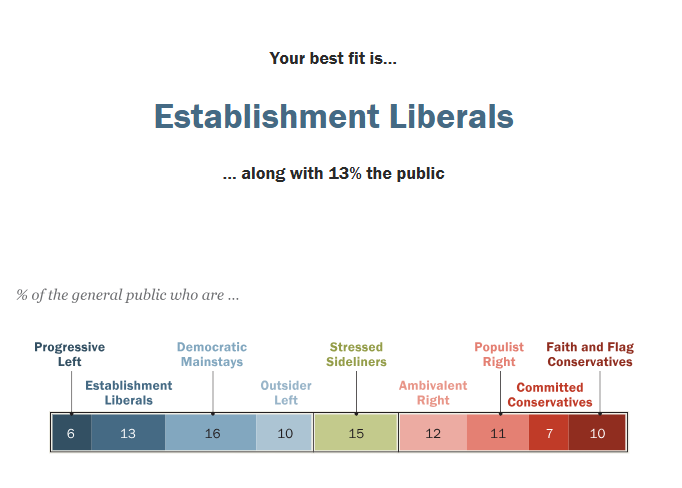 Your best fit is...
Establishment Liberals
... along with 13% the public
% of the general public who are ...
Progressive
Left
Establishment
Liberals
Democratic
Mainstays
Outsider
Left
Stressed
Sideliners
Ambivalent
Right
Populist
Right
Committed
Conservatives
Faith and Flag
Conservatives
6 13 16 10 15 12 11 7 10